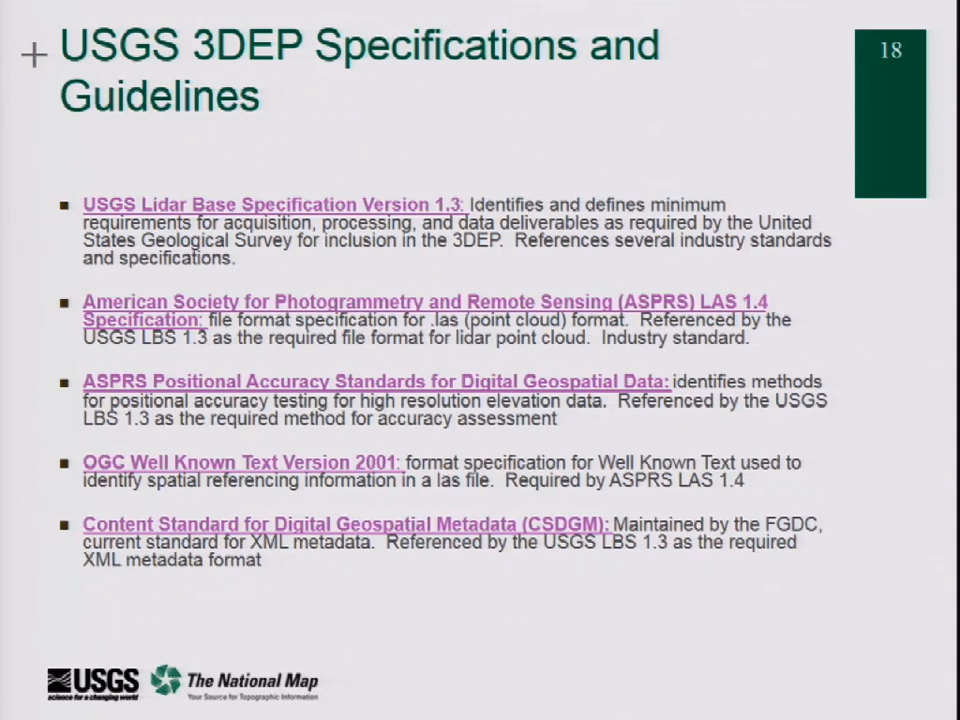 + USGS 3DEP Specifications and
Guidelines
18
▪ USGS Lidar Base Specification Version 1.3: Identifies and defines minimum
requirements for acquisition, processing, and data deliverables as required by the United
States Geological Survey for inclusion in the 3DEP. References several industry standards
and specifications.
▪ American Society for Photogrammetry and Remote Sensing (ASPRS) LAS 1.4
Specification: file format specification for .las (point cloud) format. Referenced by the
USGS LBS 1.3 as the required file format for lidar point cloud. Industry standard.
▪ ASPRS Positional Accuracy Standards for Digital Geospatial Data: identifies methods
for positional accuracy testing for high resolution elevation data. Referenced by the USGS
LBS 1.3 as the required method for accuracy assessment
▪ OGC Well Known Text Version 2001: format specification for Well Known Text used to
identify spatial referencing information in a las file. Required by ASPRS LAS 1.4
▪ Content Standard for Digital Geospatial Metadata (CSDGM): Maintained by the FGDC,
current standard for XML metadata. Referenced by the USGS LBS 1.3 as the required
XML metadata format
USGS
science for a changing world
The National Map
Your Source for Topographic Information